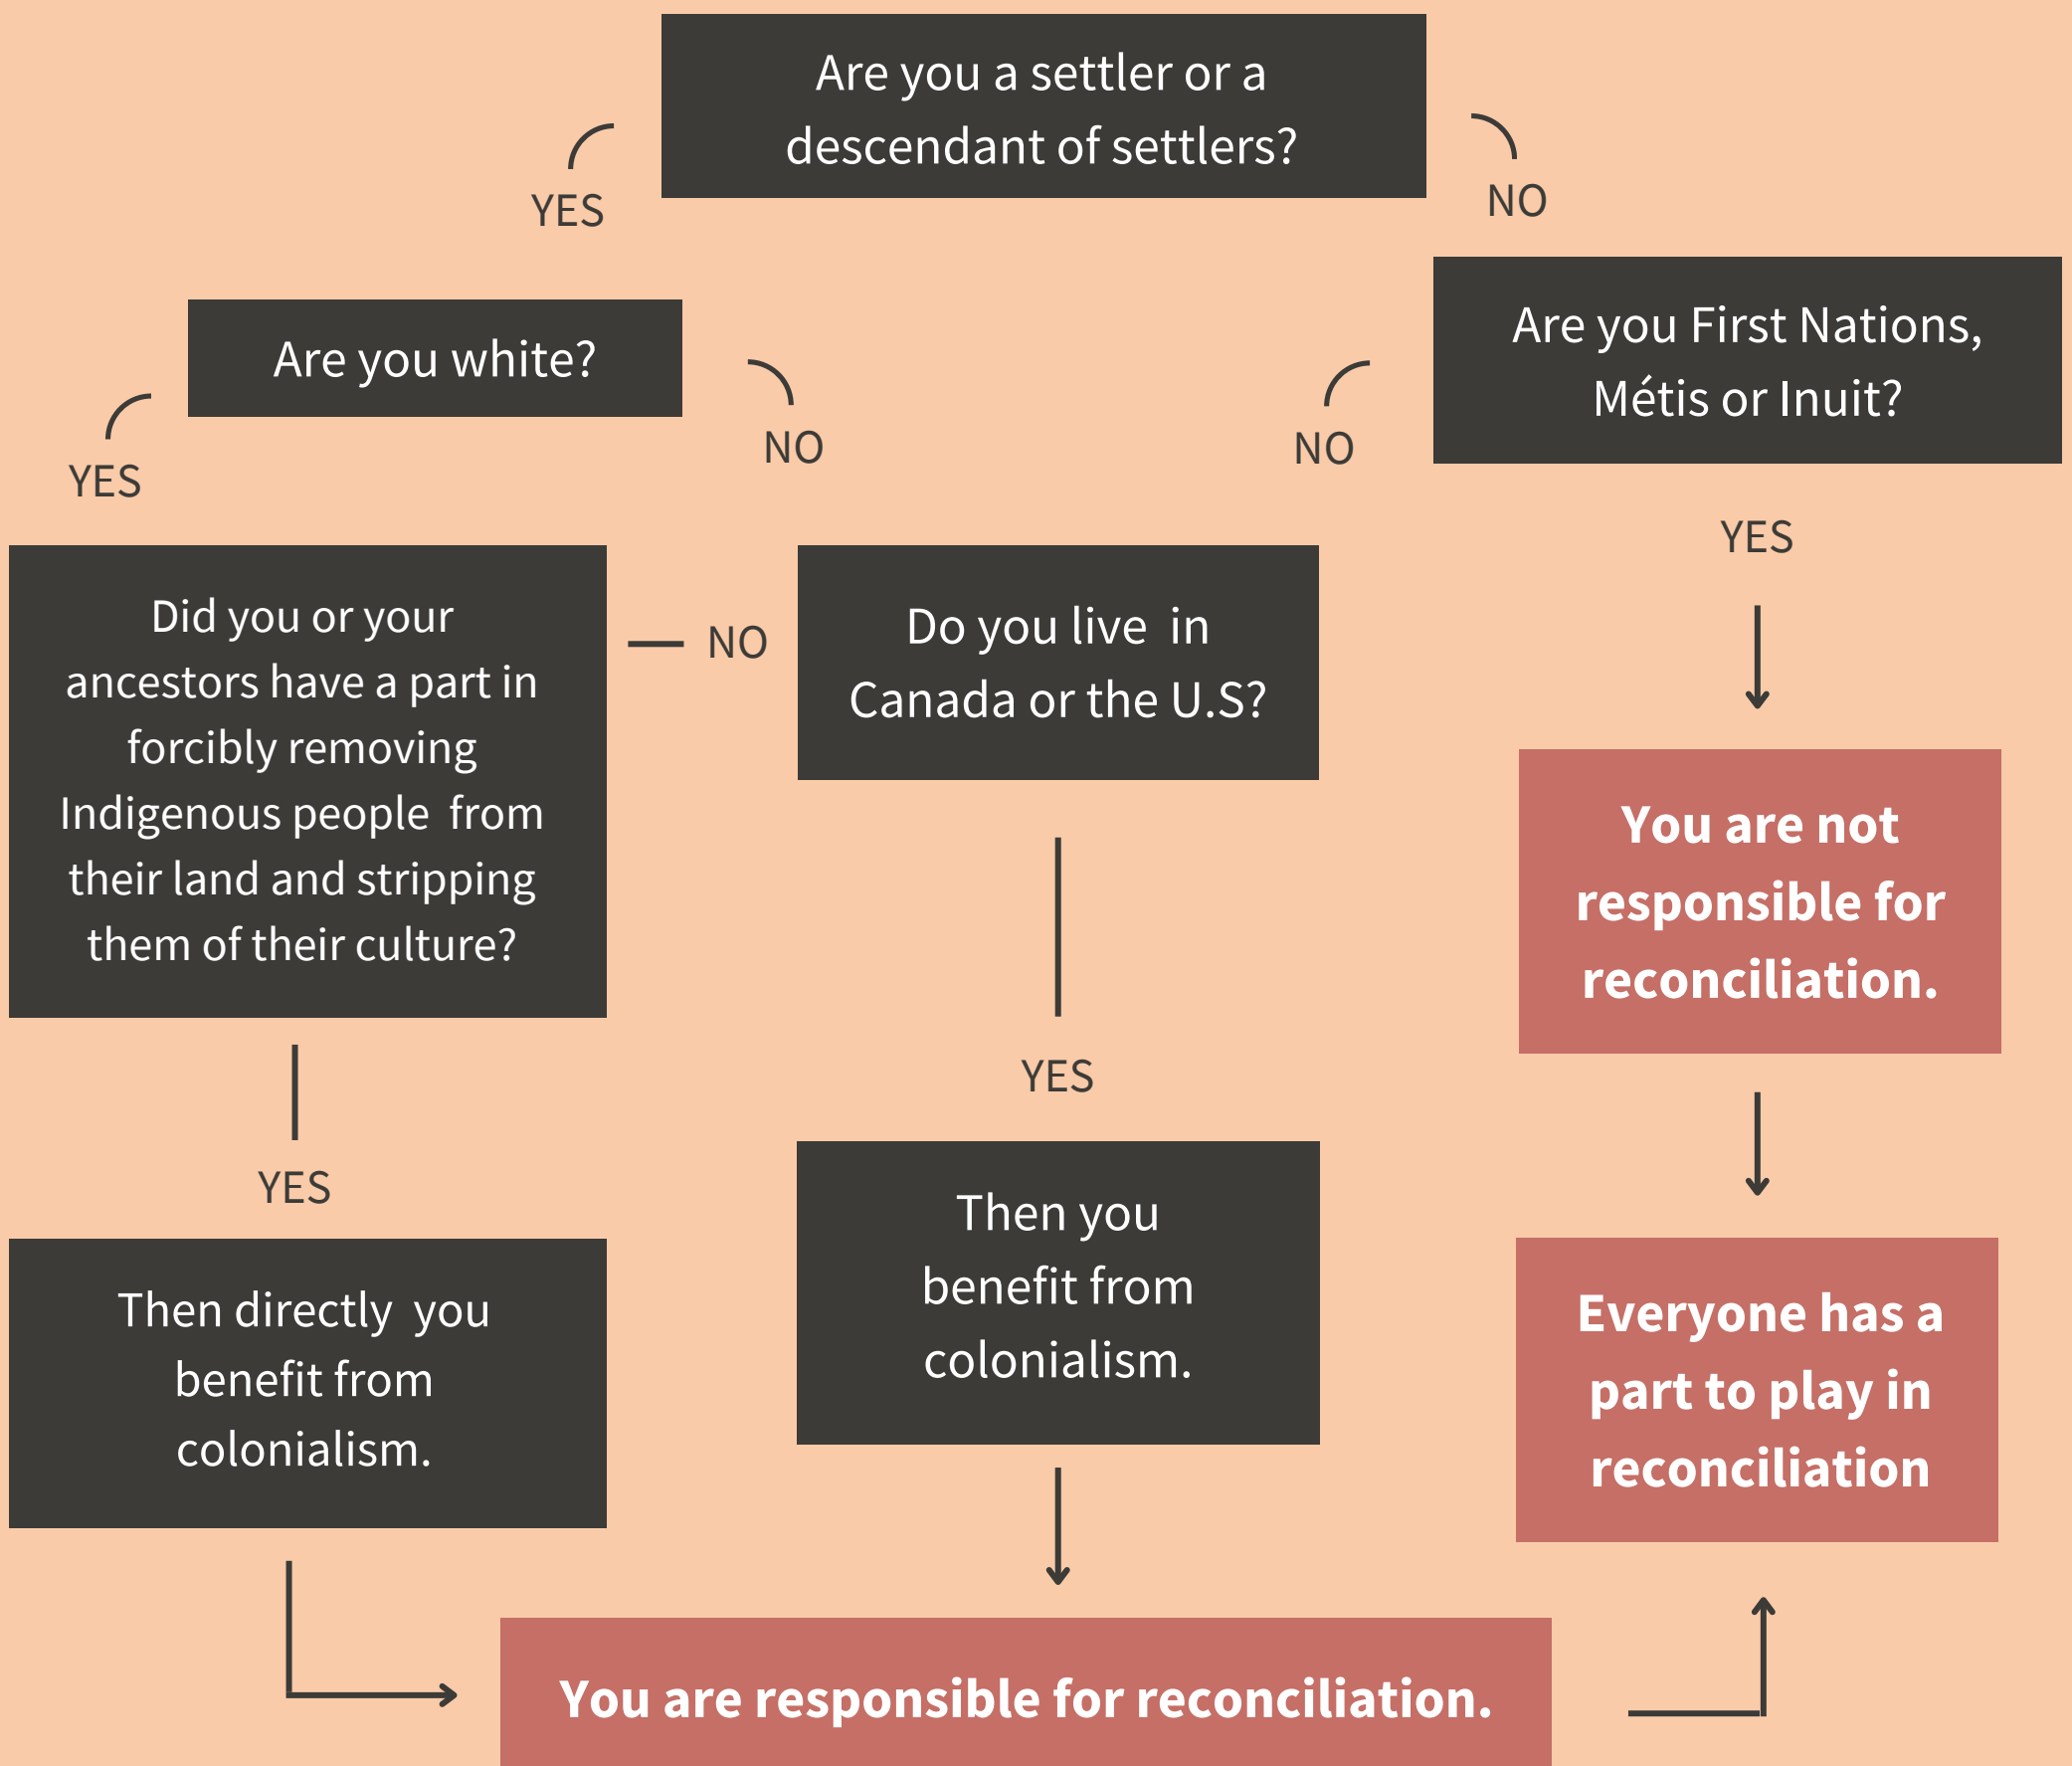 Are you a settler or a
descendant of settlers?
YES
NO
Are you white?
YES
NO
Are you First Nations,
Métis or Inuit?
NO
YES
Did you or your
ancestors have a part in
forcibly removing
Indigenous people from
their land and stripping
them of their culture?
NO
YES
Do you live in
Canada or the U.S?
YES
You are not
responsible for
reconciliation.
Then directly you
benefit from
colonialism.
Then you
benefit from
colonialism.
Everyone has a
part to play in
reconciliation
You are responsible for reconciliation.